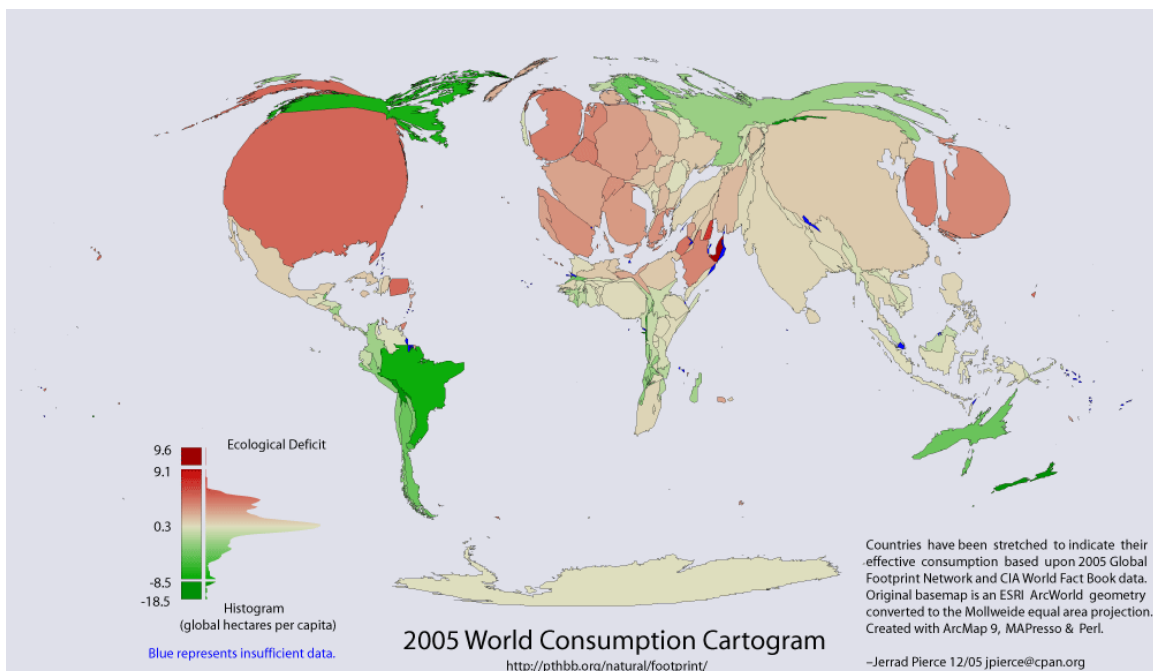 Ecological Deficit
9.6
9.1
0.3
-8.5
-18.5
Histogram
(global hectares per capita)
Blue represents insufficient data.
2005 World Consumption Cartogram
http://pthbb.org/natural/footprint/
Countries have been stretched to indicate their
effective consumption based upon 2005 Global
Footprint Network and CIA World Fact Book data.
Original basemap is an ESRI ArcWorld geometry
converted to the Mollweide equal area projection.
Created with ArcMap 9, MAPresso & Perl.
–Jerrad Pierce 12/05 jpierce@cpan.org